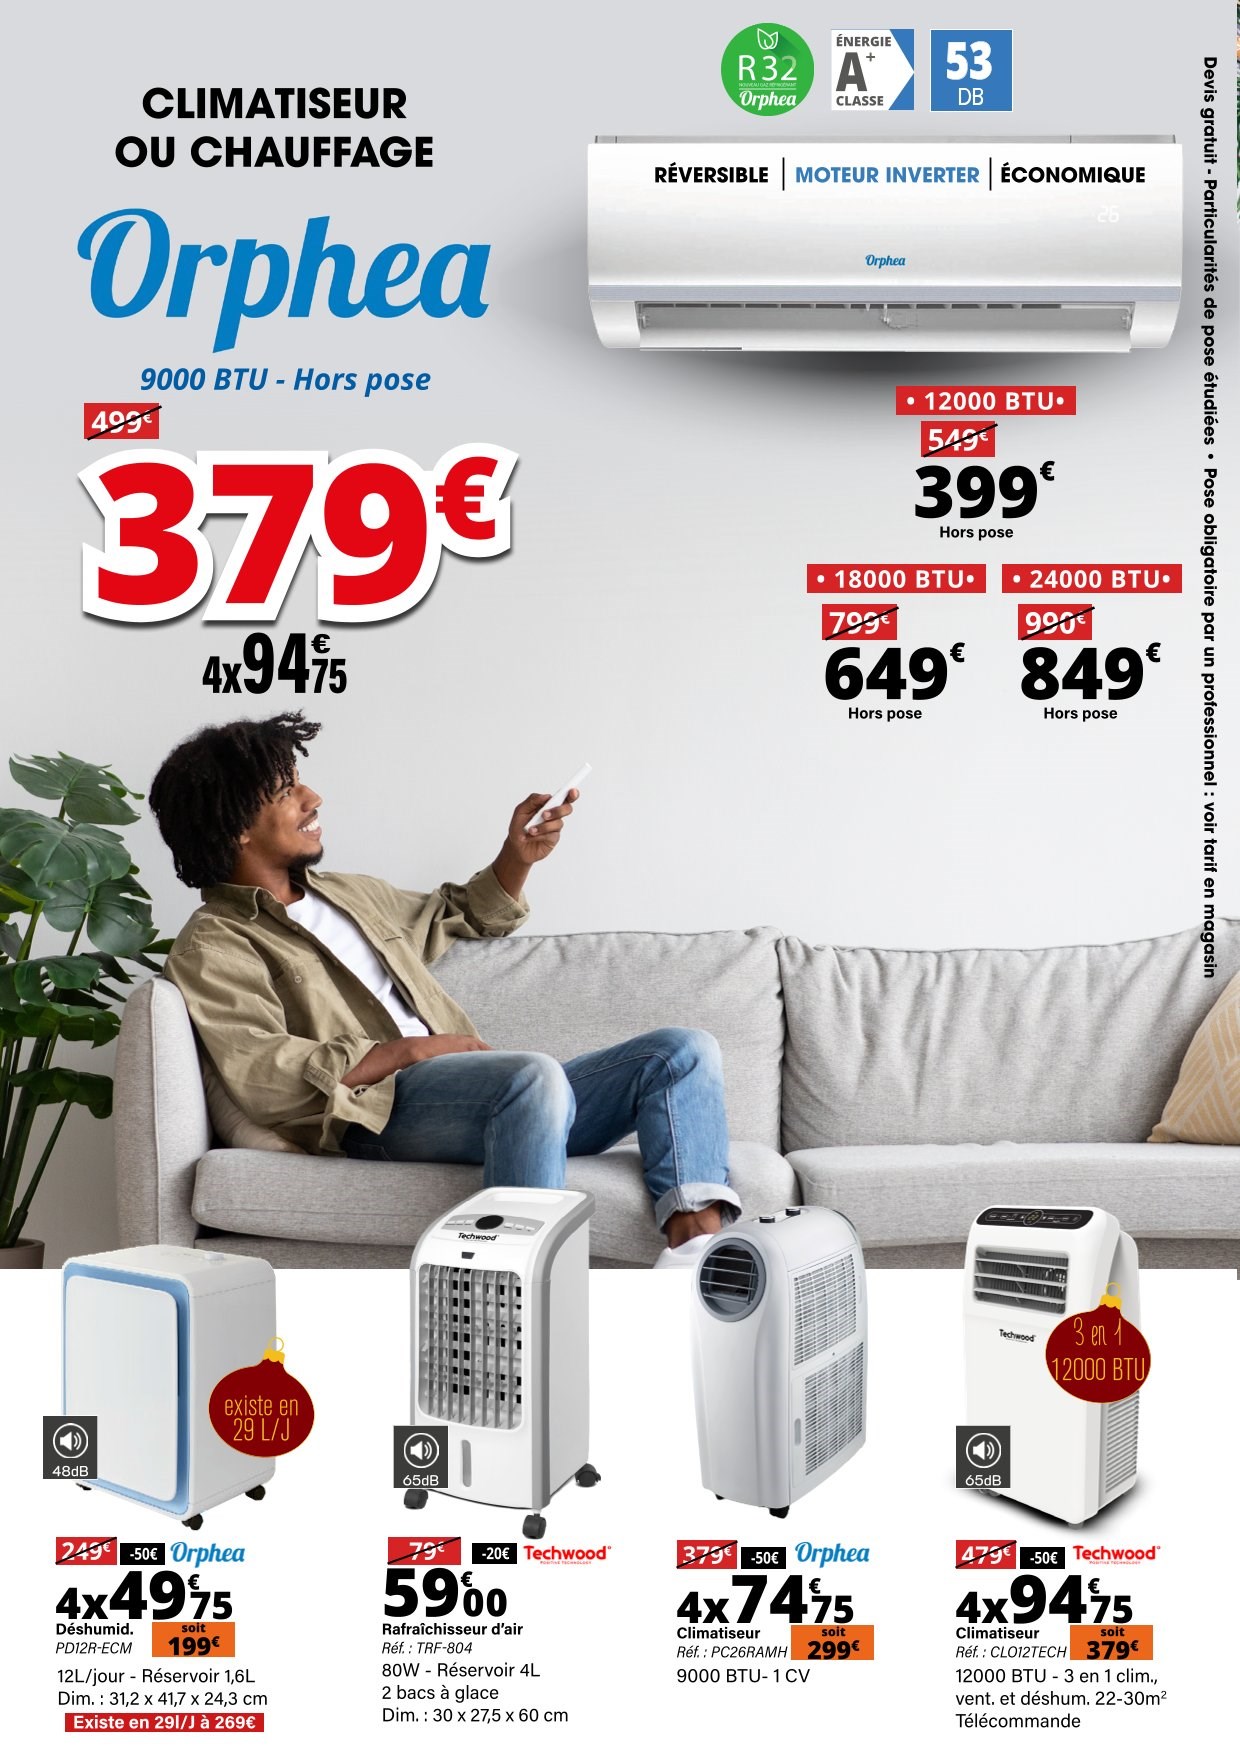 CLIMATISEUR
OU CHAUFFAGE
Orphea
9000 BTU - Hors pose
499€
379€
4x94€75
R32
Orphea
ÉNERGIE
A+
CLASSE
53
DB
RÉVERSIBLE | MOTEUR INVERTER | ÉCONOMIQUE
26
Orphea
• 12000 BTU•
549€
399€
Hors pose
• 18000 BTU•
799€
649€
Hors pose
• 24000 BTU•
990€
849€
Hors pose
Devis gratuit - Particularités de pose étudiées • Pose obligatoire par un professionnel : voir tarif en magasin
existe en
29 L/J
48dB
249€ -50€ Orphea
4x49€75
Déshumid.
PD12R-ECM
soit
199€
12L/jour - Réservoir 1,6L
Dim. : 31,2 x 41,7 x 24,3 cm
Existe en 29l/J à 269€
Techwood
65dB
79€ -20€ Techwood
POSITIVE TECHNOLOGY
59€00
Rafraîchisseur d'air
Réf. : TRF-804
80W - Réservoir 4L
2 bacs à glace
Dim. : 30 x 27,5 x 60 cm
379€ -50€ Orphea
4x74€75
Climatiseur
Réf. : PC26RAMH
soit
299€
9000 BTU- 1 CV
Techwood
3 en 1
12000 BTU
65dB
479€ -50€ Techwood
POSITIVE TECHNOLOGY
4x94€75
Climatiseur
Réf. : CLO12TECH
soit
379€
12000 BTU - 3 en 1 clim.,
vent. et déshum. 22-30m²
Télécommande